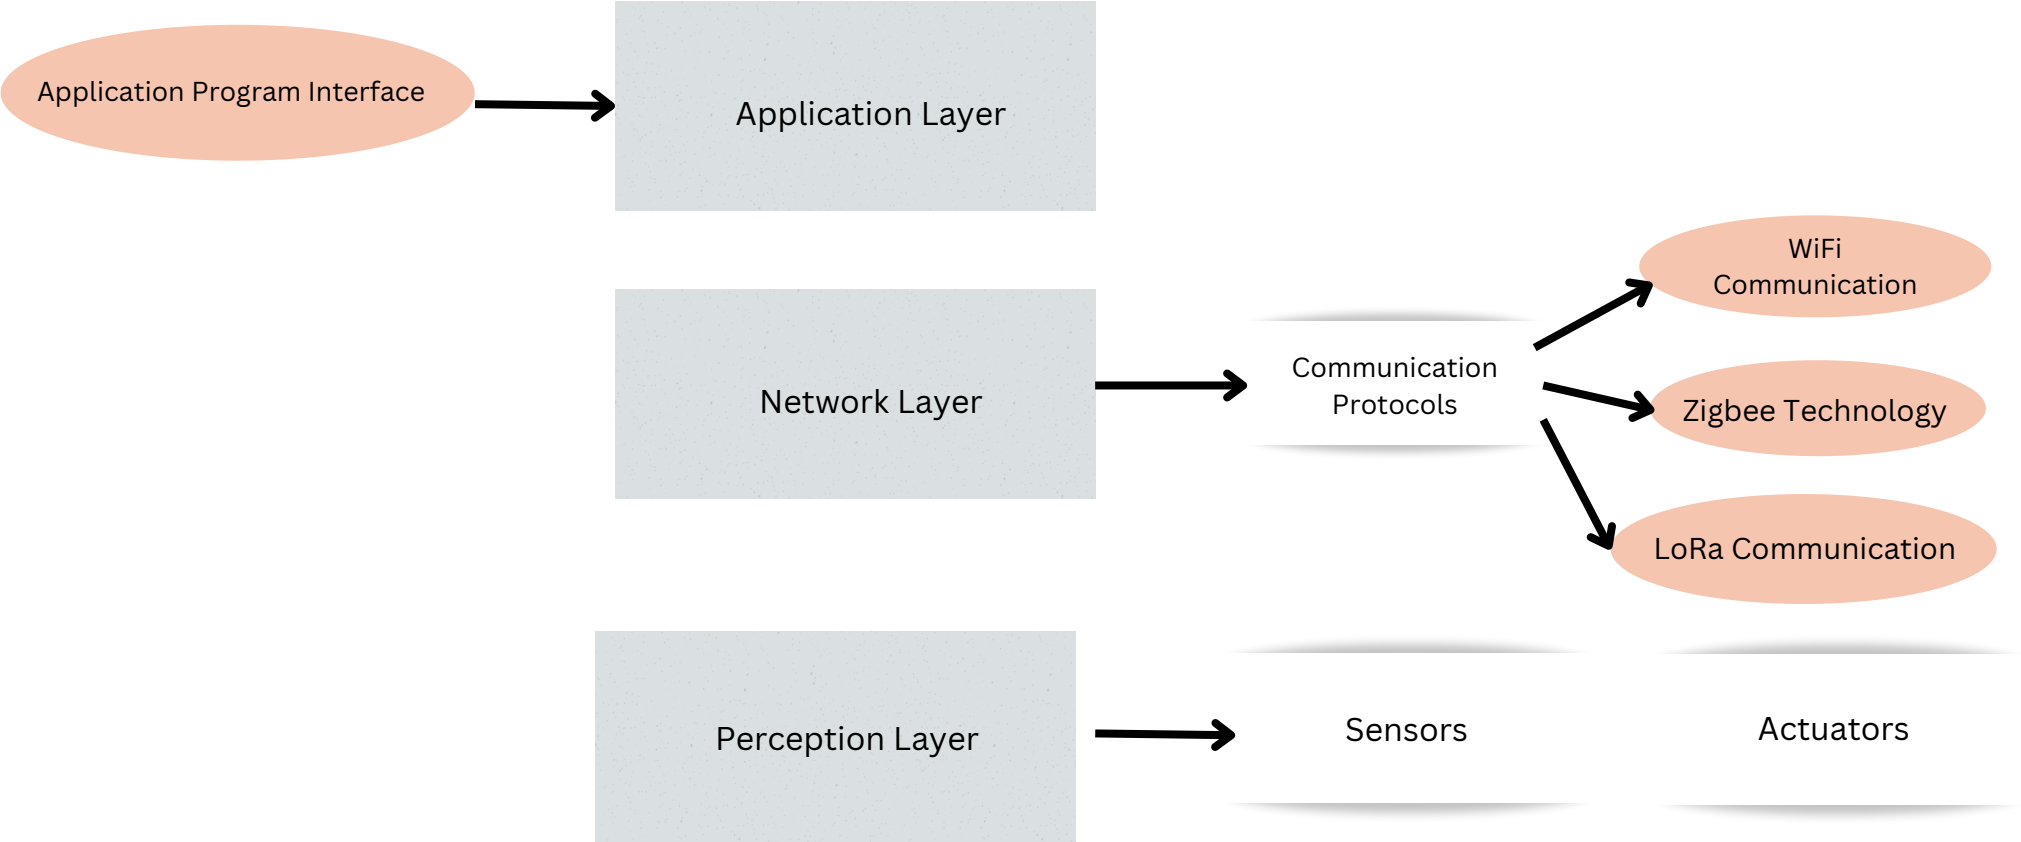 Application Program Interface
Application Layer
WiFi
Communication
Communication
Protocols
Network Layer
Zigbee Technology
LoRa Communication
Perception Layer
Sensors
Actuators